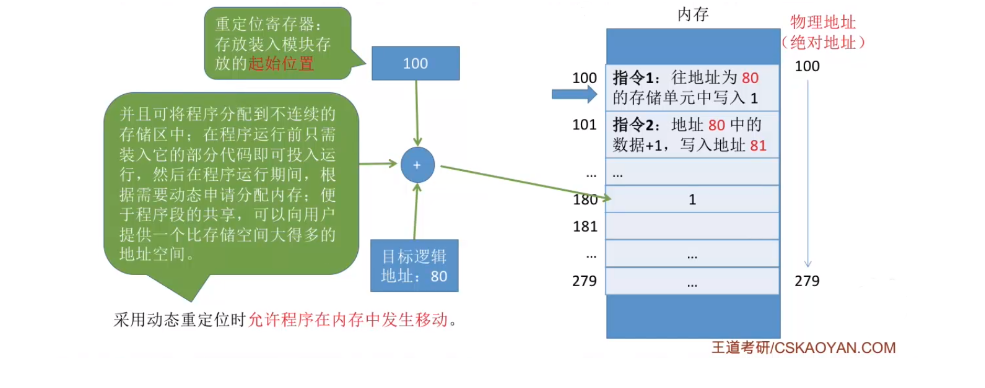 重定位寄存器：
存放装入模块存
放的起始位置
100
并且可将程序分配到不连续的
存储区中；在程序运行前只需
装入它的部分代码即可投入运
行，然后在程序运行期间，根
据需要动态申请分配内存；便
于程序段的共享，可以向用户
提供一个比存储空间大得多的
地址空间。
+
目标逻辑
地址：80
采用动态重定位时允许程序在内存中发生移动。
内存
物理地址
（绝对地址）
100
指令1：往地址为 80
的存储单元中写入 1
100
101
指令2：地址 80 中的
数据+1，写入地址 81
...
...
180
1
181
...
...
279
...
279
王道考研/CSKAOYAN.COM